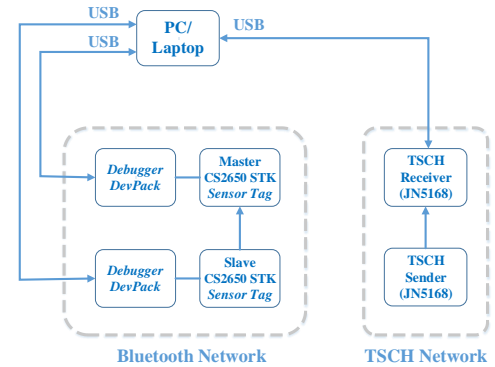 USB
USB
PC/
Laptop
USB
Debugger
DevPack
Master
CS2650 STK
Sensor Tag
TSCH
Receiver
(JN5168)
Debugger
DevPack
Slave
CS2650 STK
Sensor Tag
TSCH
Sender
(JN5168)
Bluetooth Network
TSCH Network